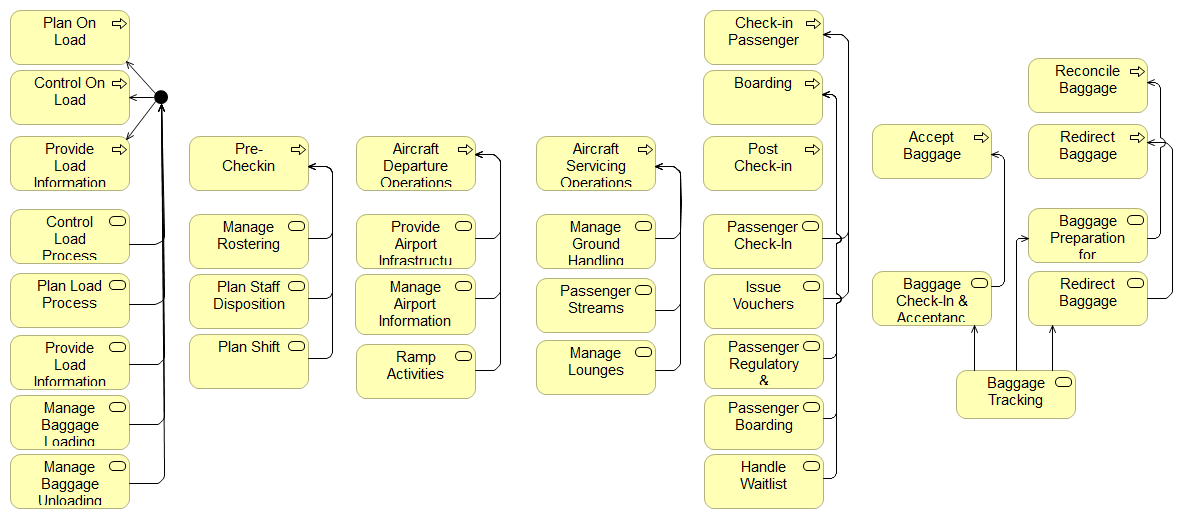 Plan On
Load
Control On
Load
Provide
Load
Information
Control
Load
Process
Plan Load
Process
Provide
Load
Information
Manage
Baggage
Loading
Manage
Baggage
Unloading
Pre-
Checkin
Manage
Rostering
Plan Staff
Disposition
Plan Shift
Aircraft
Departure
Operations
Provide
Airport
Infrastructu
Manage
Airport
Information
Ramp
Activities
Aircraft
Servicing
Operations
Manage
Ground
Handling
Passenger
Streams
Manage
Lounges
Check-in
Passenger
Boarding
Post
Check-in
Passenger
Check-In
Issue
Vouchers
Passenger
Regulatory
&
Passenger
Boarding
Handle
Waitlist
Accept
Baggage
Baggage
Check-In &
Acceptanc
Reconcile
Baggage
Redirect
Baggage
Baggage
Preparation
for
Redirect
Baggage
Baggage
Tracking